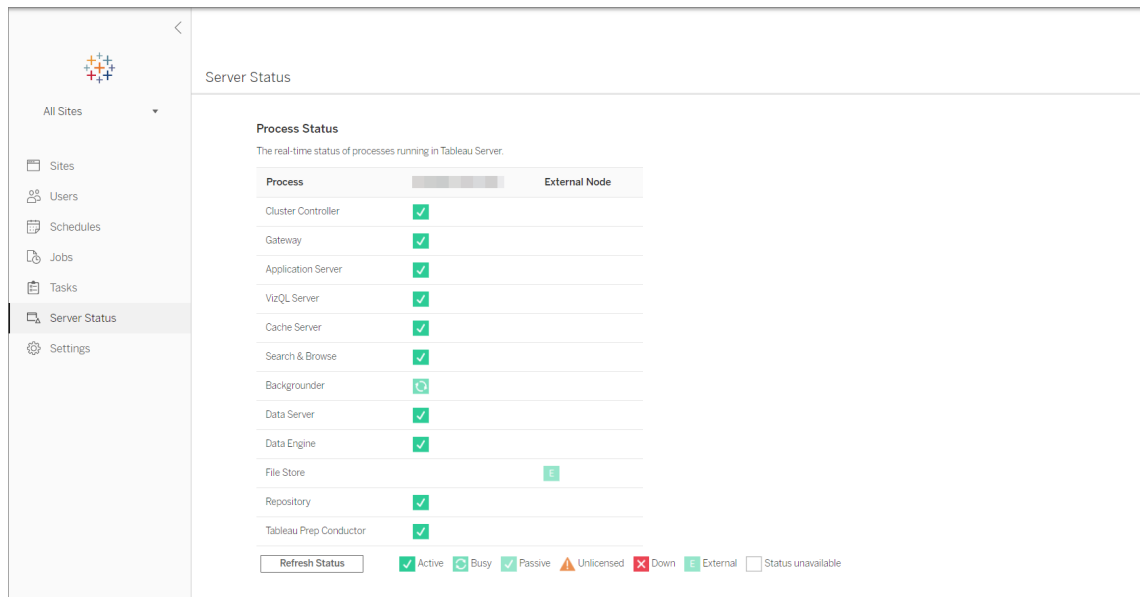 Server Status
All Sites
Sites
Users
Schedules
Jobs
Tasks
Server Status
Settings
Process Status
The real-time status of processes running in Tableau Server.
Process External Node
Cluster Controller
Gateway
Application Server
VizQL Server
Cache Server
Search & Browse
Backgrounder
Data Server
Data Engine
File Store E
Repository
Tableau Prep Conductor
Refresh Status Active Busy Passive Unlicensed Down E External Status unavailable